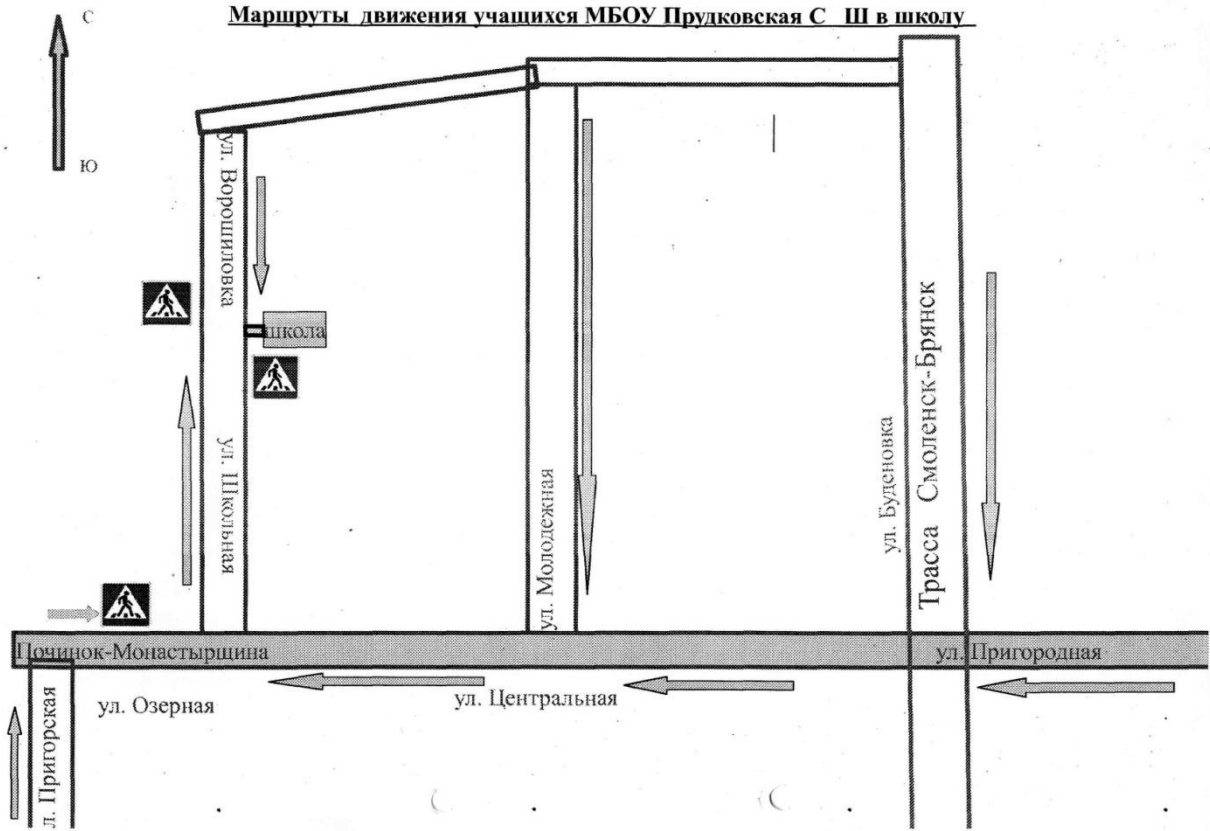 Маршруты движения учащихся МБОУ Прудковская С Ш в школу
С
Ю
ул. Ворошиловка
школа
ул. Школьная
ул. Молодежная
ул. Буденовка
Трасса Смоленск-Брянск
Починок-Монастырщина
ул. Пригородная
ул. Озерная
ул. Центральная
л. Пригорская